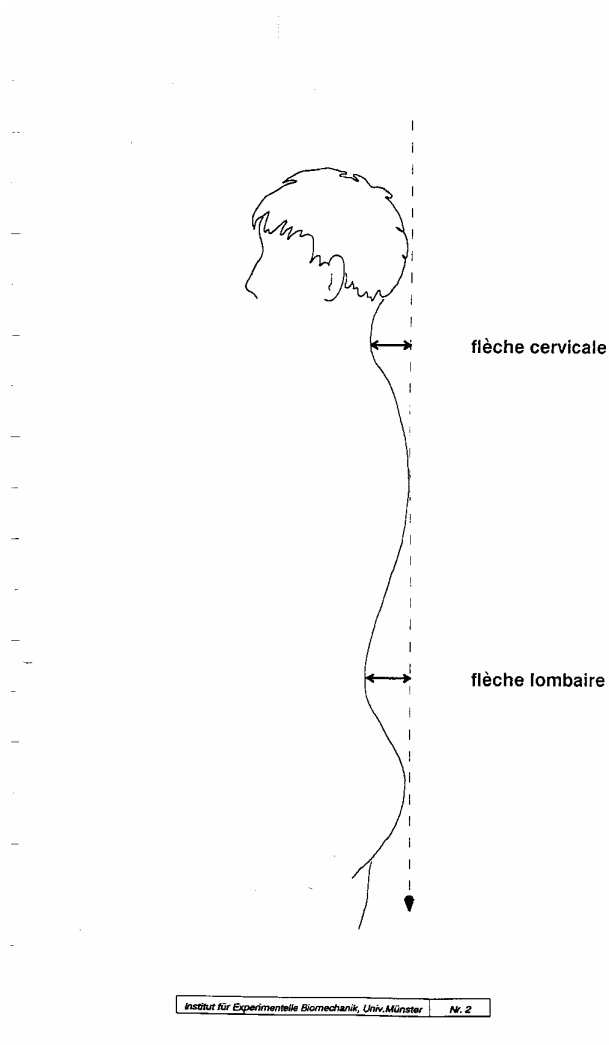 flèche cervicale
flèche lombaire
Institut für Experimentelle Biomechanik, Univ.Münster Nr. 2